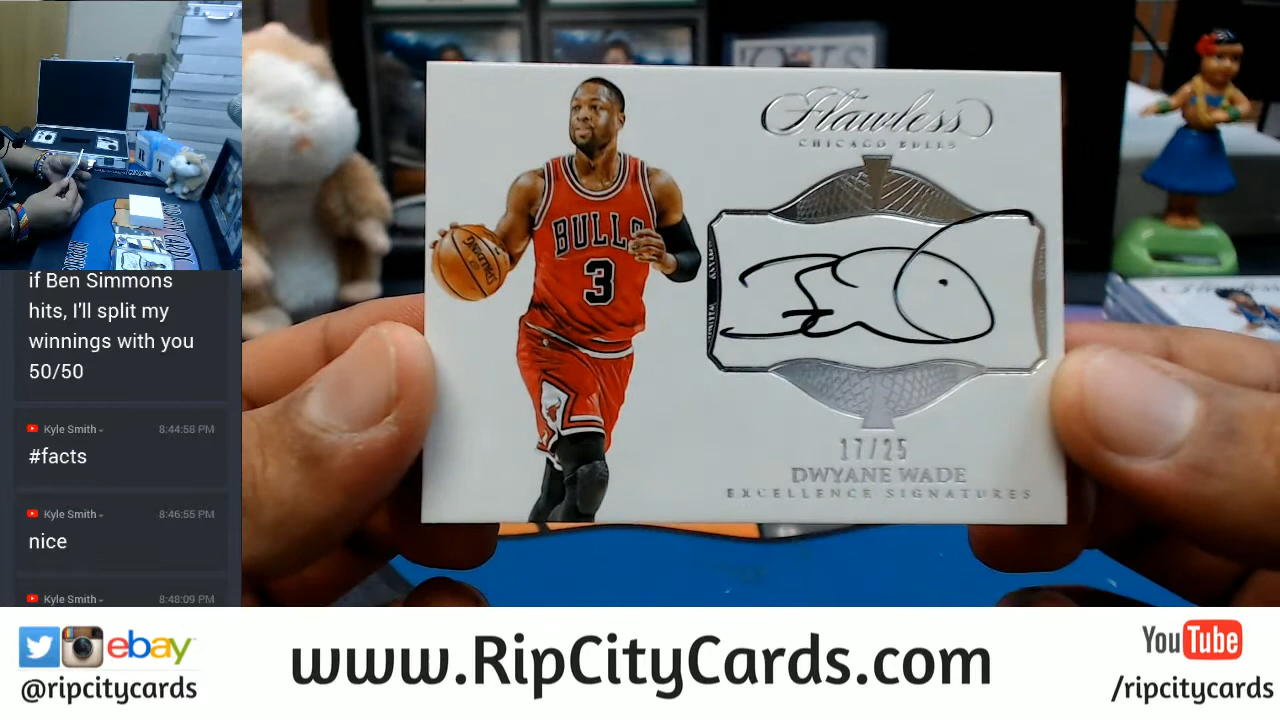 if Ben Simmons
hits, I'll split my
winnings with you
50/50
Kyle Smith
8:44:58 PM
#facts
Kyle Smith
8:46:55 PM
nice
Kyle Smith
8:48:09 PM
Flawless
CHICAGO BULLS
SPALDING
BULLS
3
17/25
DWYANE WADE
EXCELLENCE SIGNATURES
ebay
@ripcitycards
www.RipCityCards.com
YouTube
/ripcitycards